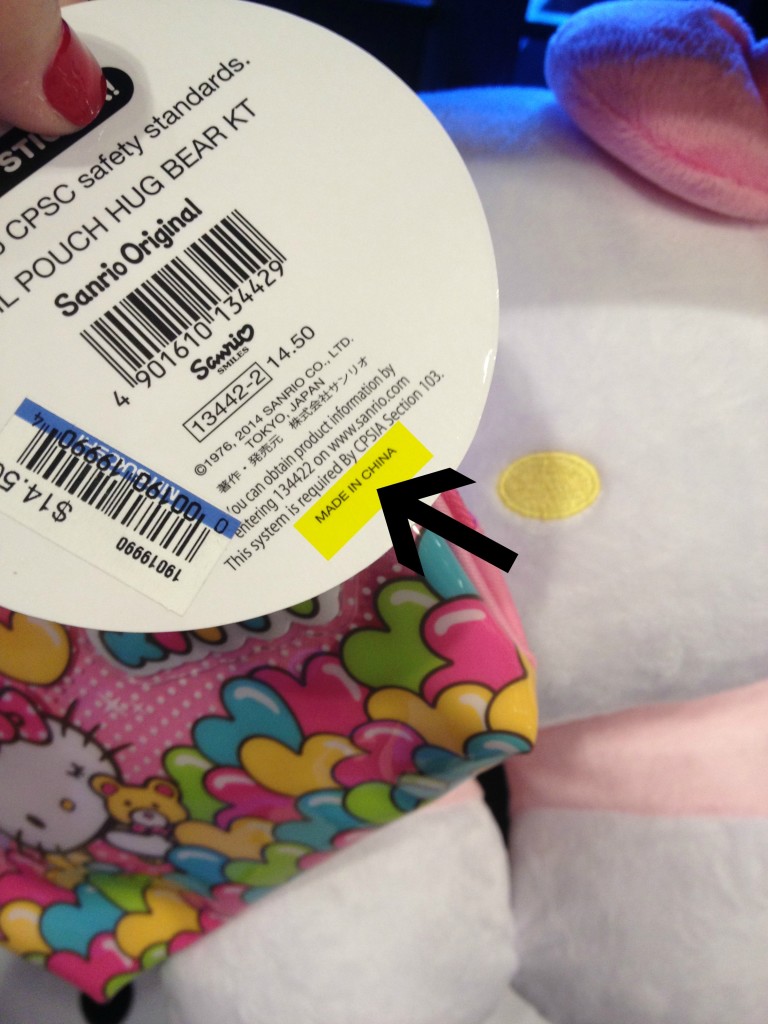 CPSC safety standards.
POUCH HUG BEAR KT
Sanrio Original
4 901610 134429
Sanrio
SMILES
13442-2 14.50
©1976, 2014 SANRIO CO., LTD.
TOKYO, JAPAN
著作・発売元 株式会社サンリオ
You can obtain product information by
entering 134422 on www.sanrio.com
This system is required by CPSIA Section 103.
MADE IN CHINA
19019990